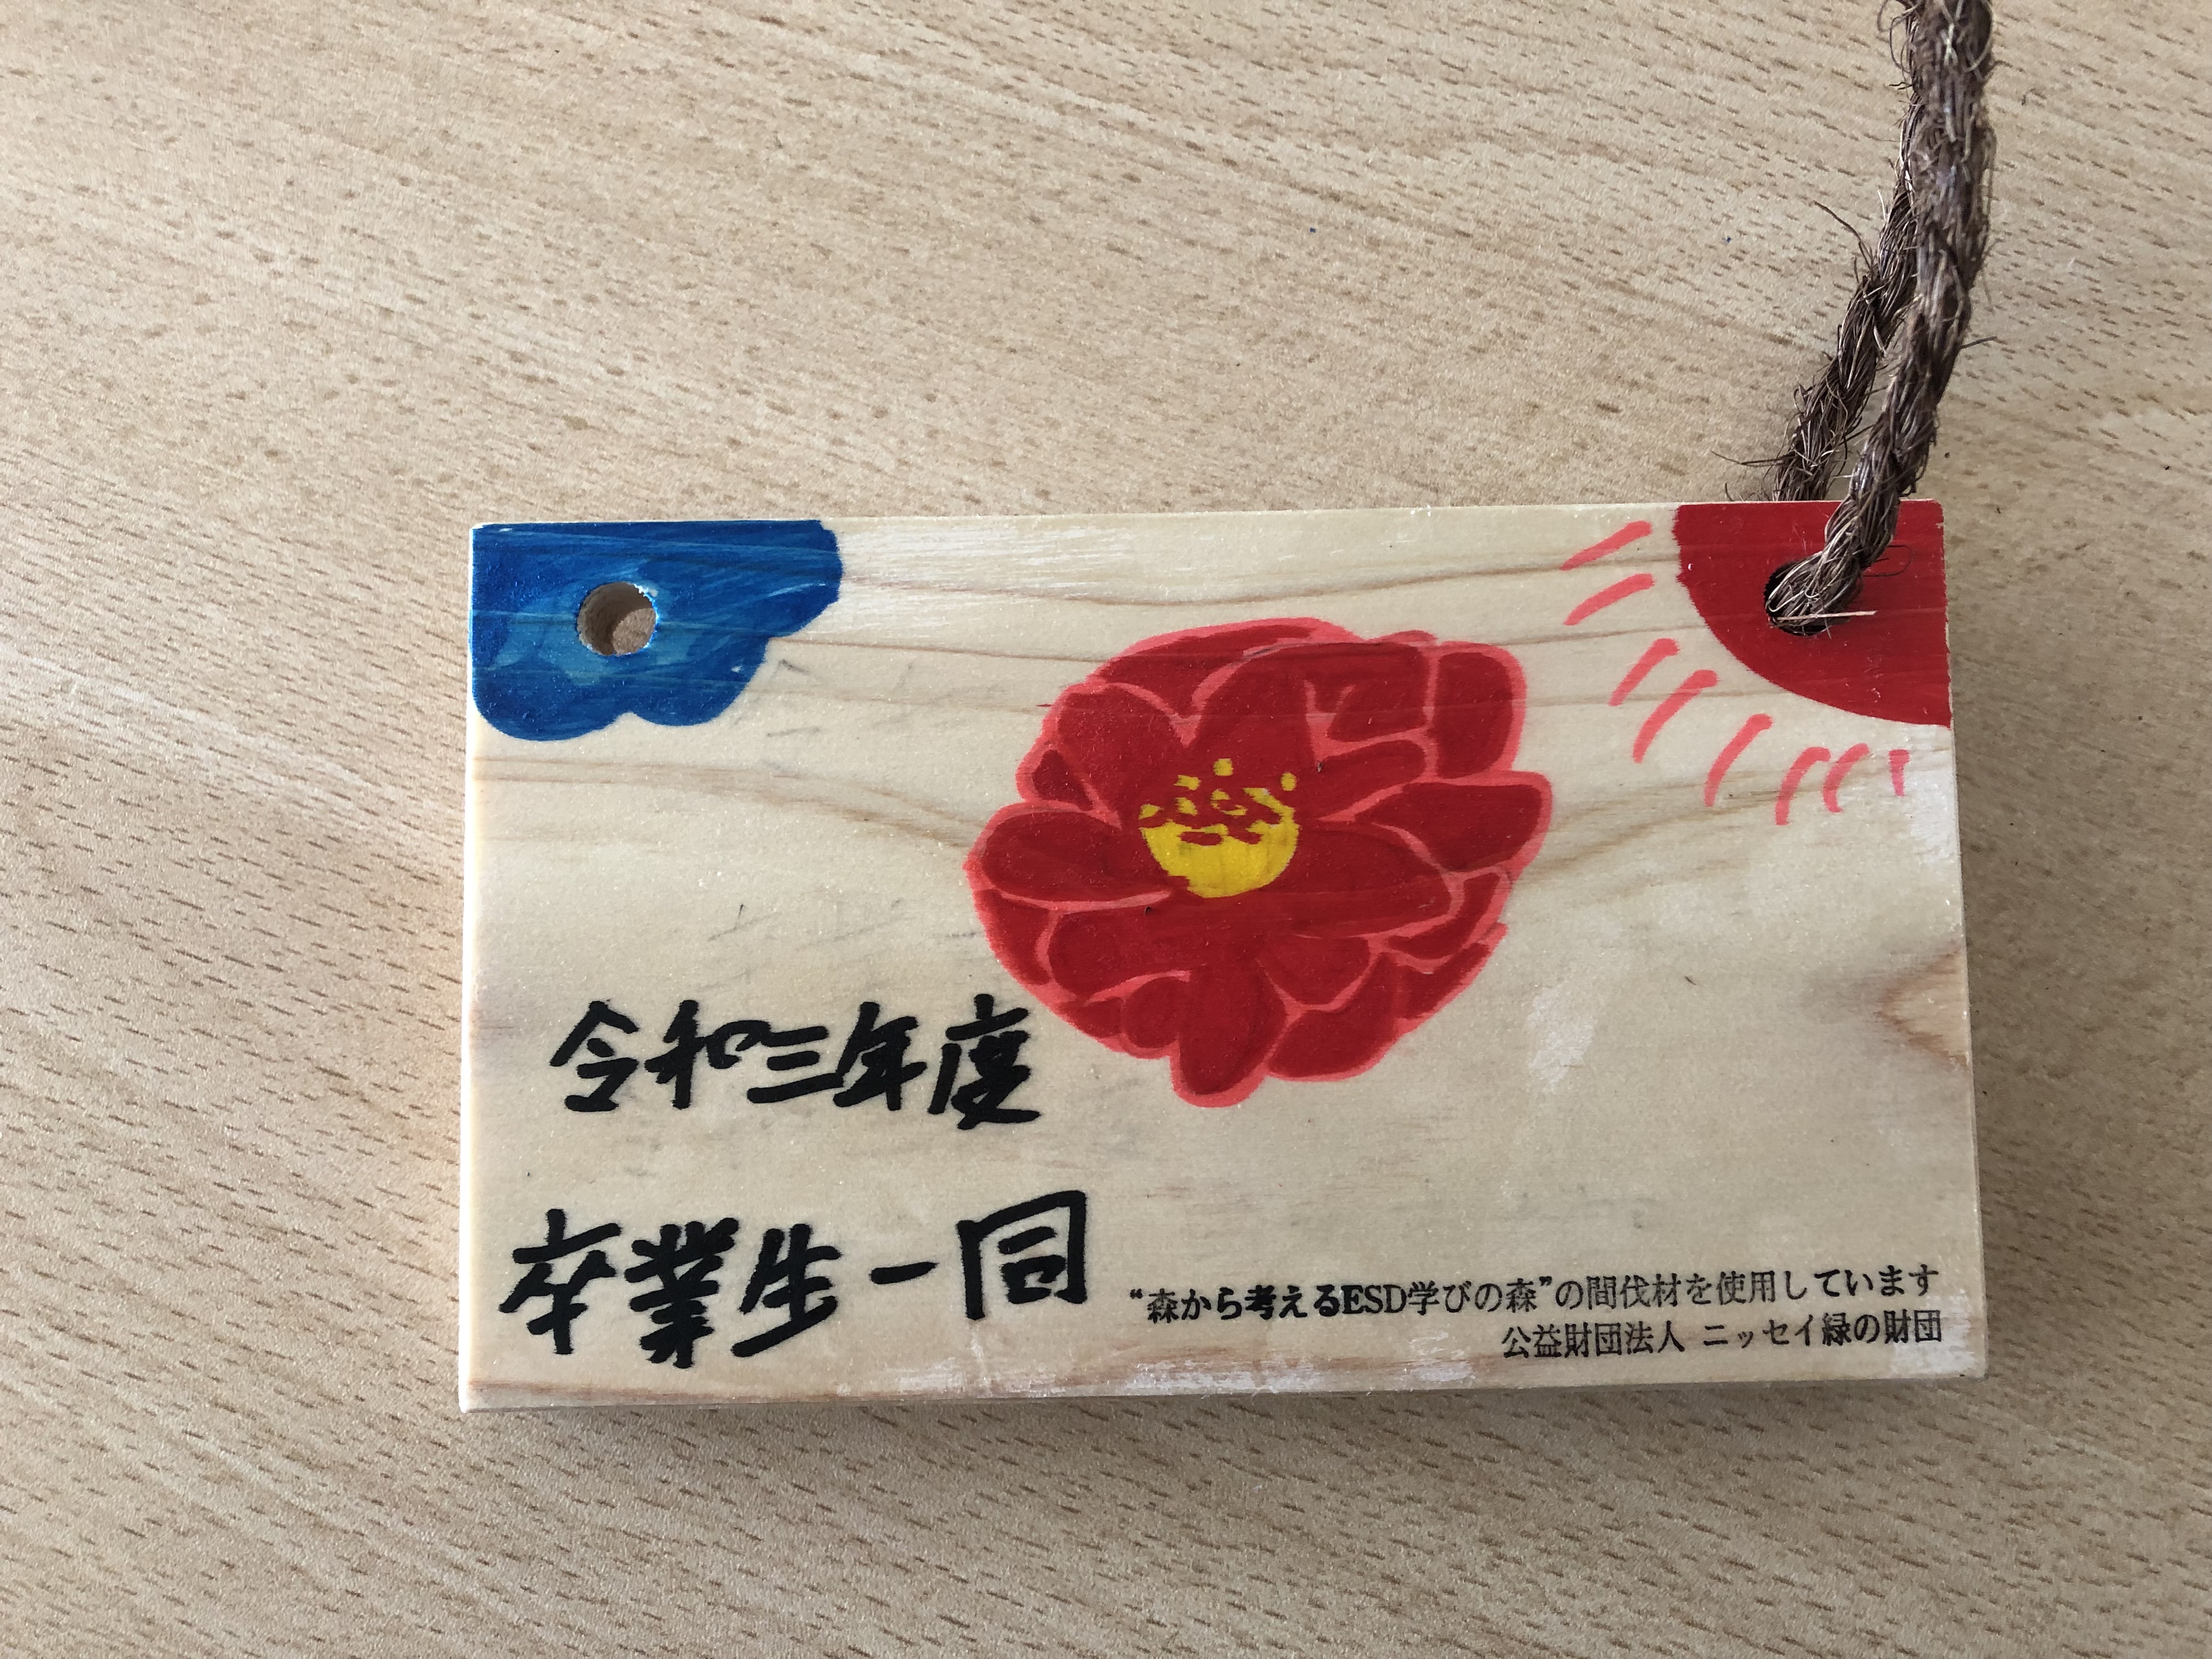 令和三年度
卒業生一同
“森から考えるESD学びの森”の間伐材を使用しています
公益財団法人 ニッセイ緑の財団